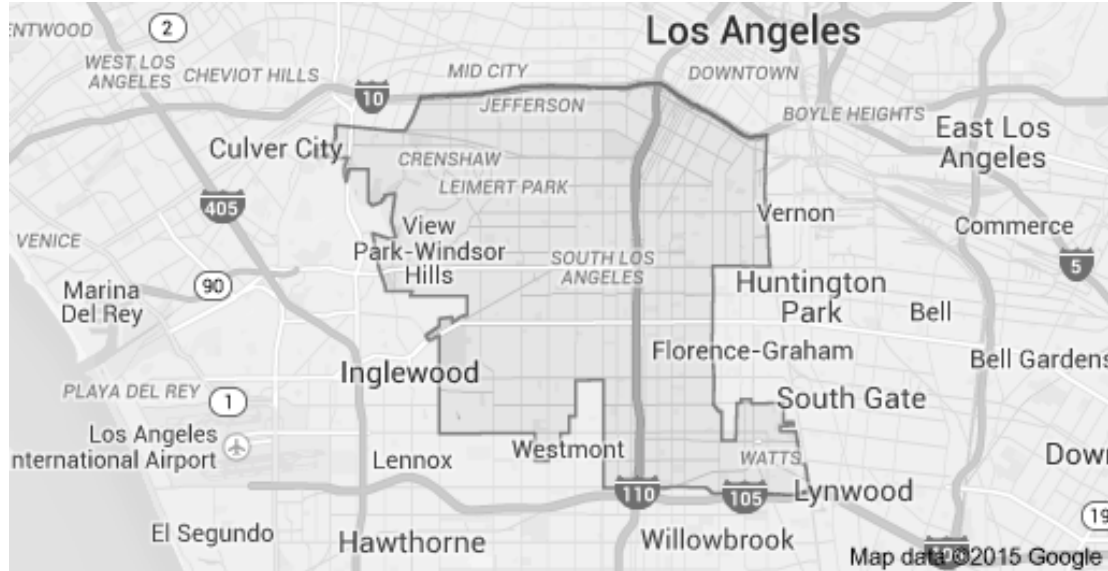 Los Angeles
ENTWOOD
2
WEST LOS
ANGELES
CHEVIOT HILLS
MID CITY
DOWNTOWN
10
JEFFERSON
BOYLE HEIGHTS
East Los
Angeles
Culver City
CRENSHAW
LEIMERT PARK
405
View
Park-Windsor
Hills
Vernon
Commerce
VENICE
SOUTH LOS
ANGELES
5
90
Marina
Del Rey
Huntington
Park
Bell
Florence-Graham
Bell Gardens
Inglewood
PLAYA DEL REY
1
South Gate
Los Angeles
nternational Airport
Lennox
Westmont
WATTS
Dow
110
105
Lynwood
19
El Segundo
Hawthorne
Willowbrook
Map data ©2015 Google